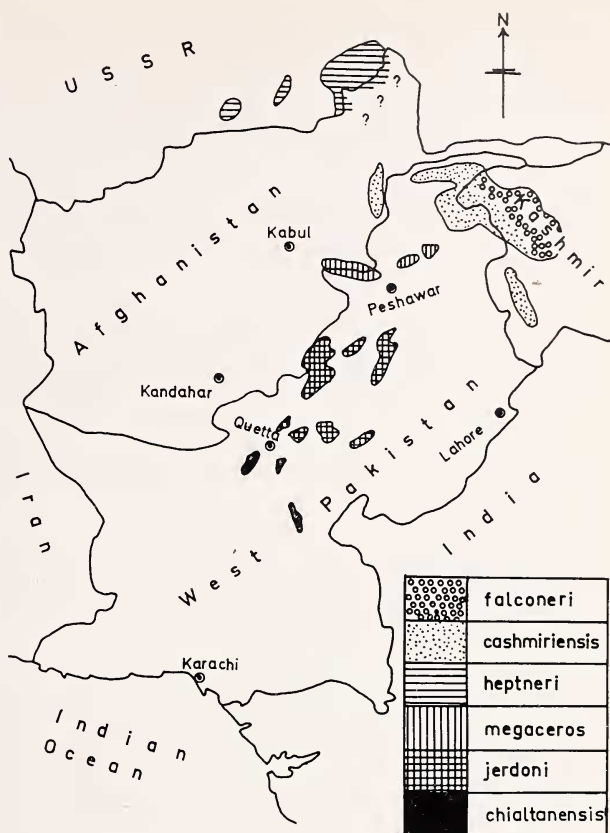 N
USSR
? ? ?
Afghanistan
Kashmir
Kabul
Peshawar
Kandahar
Quetta
Lahore
West Pakistan
Iran
India
Karachi
Indian
Ocean
falconeri
cashmiriensis
heptneri
megaceros
jerdoni
chialtanensis